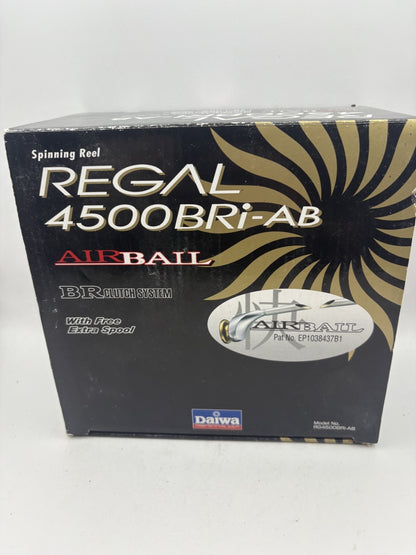 Spinning Reel
REGAL
4500BRi-AB
AIRBAIL
BR CLUTCH SYSTEM
With Free
Extra Spool
快
AIRBAIL
Pat No. EP1038437B1
Daiwa
Model No.
RG4500BRi-AB